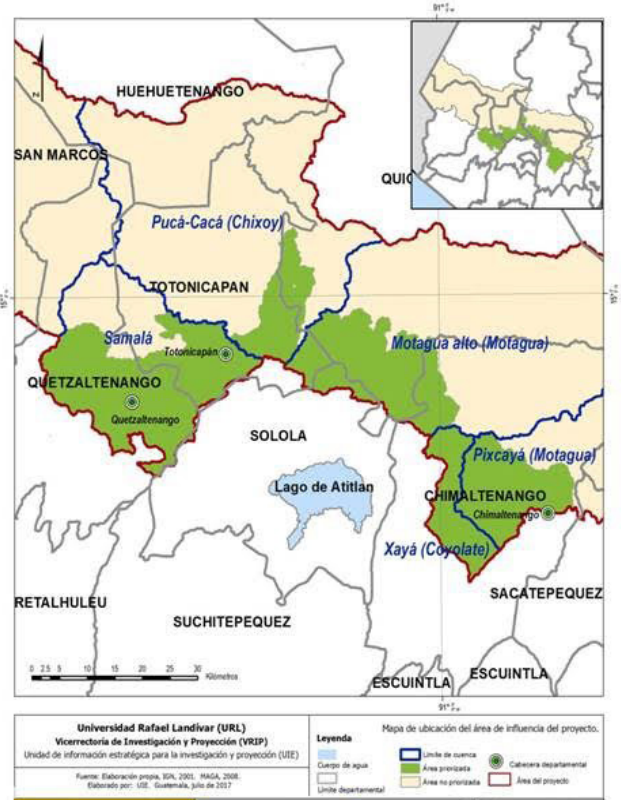 91°
HUEHUETENANGO
SAN MARCOS
Pucá-Cacá (Chixoy)
TOTONICAPAN
Samalá
Totonicapán
Motagua alto (Motagua)
QUETZALTENANGO
Quetzaltenango
SOLOLA
Pixcayá (Motagua)
Lago de Atitlan
CHIMALTENANGO
Chimaltenango
Xayá (Coyolate)
SACATEPEQUEZ
RETALHULEU
SUCHITEPEQUEZ
ESCUINTLA
ESCUINTLA
0 2.5 5 10 15 20 25 30
Kilómetros
91°
Universidad Rafael Landívar (URL)
Vicerrectoría de Investigación y Proyección (VRIP)
Unidad de información estratégica para la investigación y proyección (UIE)
Fuente: Elaboración propia, IGN, 2001. MAGA, 2008.
Elaborado por: UIE. Guatemala, julio de 2017
Mapa de ubicación del área de influencia del proyecto.
Leyenda
Cuerpo de agua
Límite departamental
Límite de cuenca
Área priorizada
Área no priorizada
Cabecera departamental
Área del proyecto